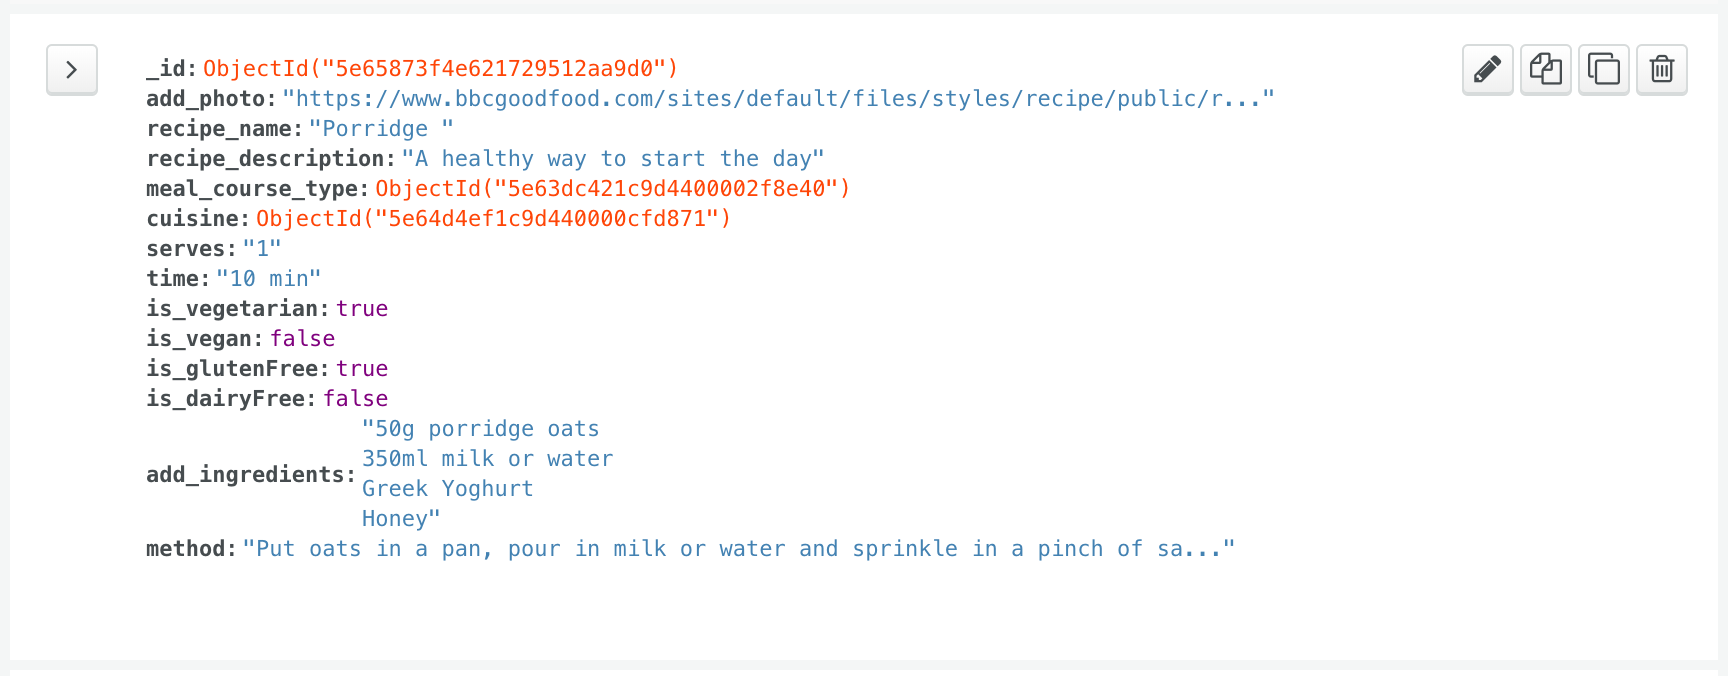 _id: ObjectId("5e65873f4e621729512aa9d0")
add_photo: "https://www.bbcgoodfood.com/sites/default/files/styles/recipe/public/r..."
recipe_name: "Porridge "
recipe_description: "A healthy way to start the day"
meal_course_type: ObjectId("5e63dc421c9d4400002f8e40")
cuisine: ObjectId("5e64d4ef1c9d440000cfd871")
serves: "1"
time: "10 min"
is_vegetarian: true
is_vegan: false
is_glutenFree: true
is_dairyFree: false
add_ingredients: "50g porridge oats
350ml milk or water
Greek Yoghurt
Honey"
method: "Put oats in a pan, pour in milk or water and sprinkle in a pinch of sa..."